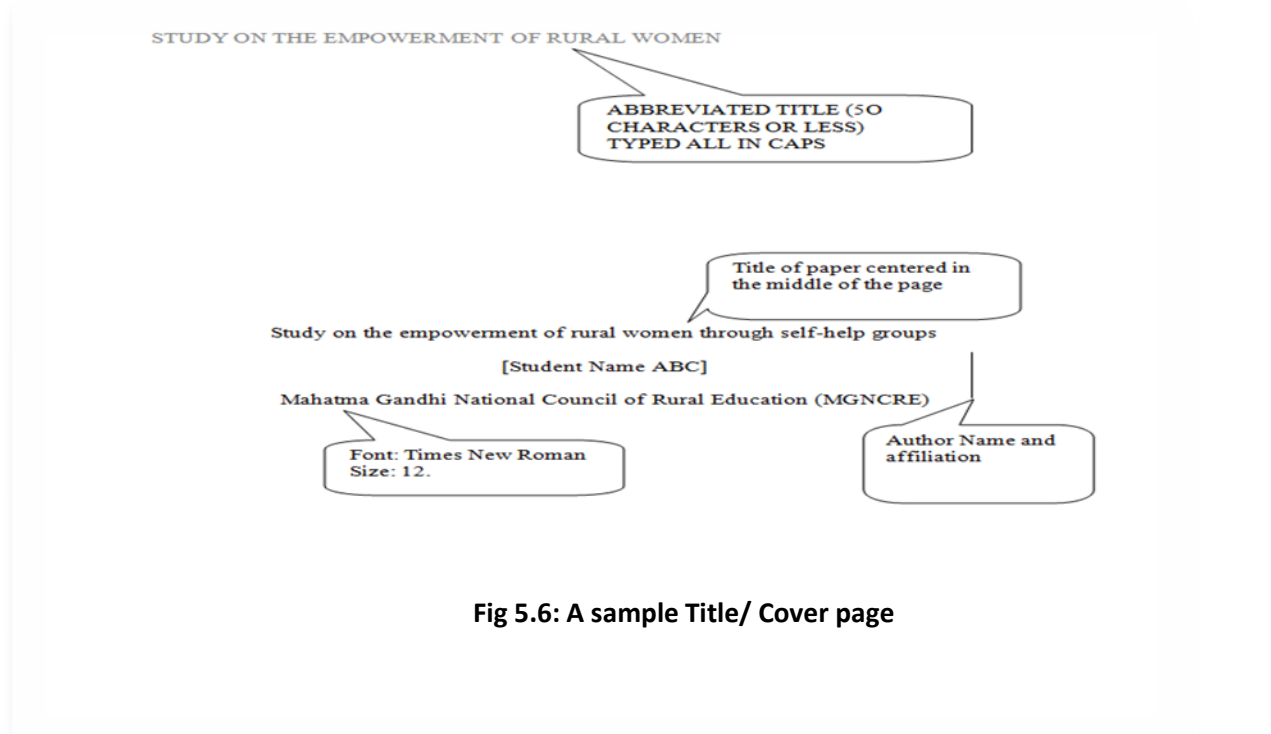 STUDY ON THE EMPOWERMENT OF RURAL WOMEN
ABBREVIATED TITLE (5O
CHARACTERS OR LESS)
TYPED ALL IN CAPS
Title of paper centered in
the middle of the page
Study on the empowerment of rural women through self-help groups
[Student Name ABC]
Mahatma Gandhi National Council of Rural Education (MGNCRE)
Font: Times New Roman
Size: 12.
Author Name and
affiliation
Fig 5.6: A sample Title/ Cover page